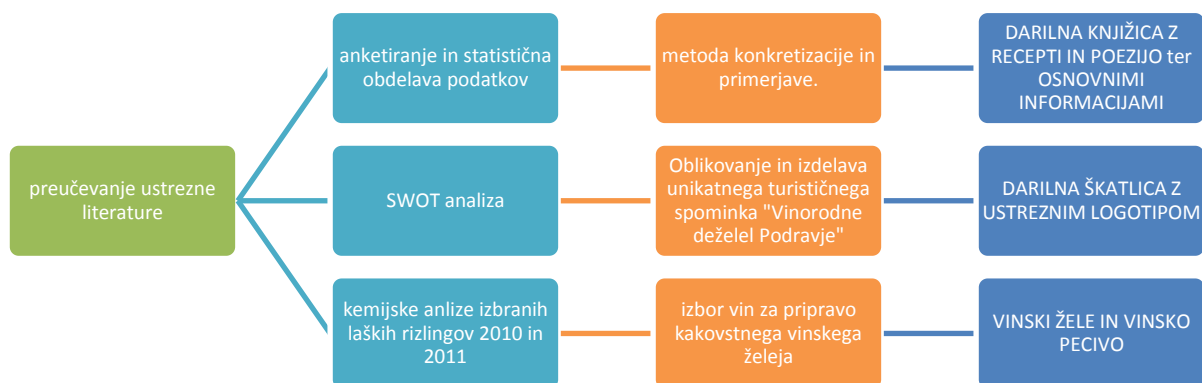 preučevanje ustrezne
literature
anketiranje in statistična
obdelava podatkov
metoda konkretizacije in
primerjave.
DARILNA KNJIŽICA Z
RECEPTI IN POEZIJO ter
OSNOVNIMI
INFORMACIJAMI
SWOT analiza
Oblikovanje in izdelava
unikatnega turističnega
spominka "Vinorodne
deželel Podravje"
DARILNA ŠKATLICA Z
USTREZNIM LOGOTIPOM
kemijske anlize izbranih
laških rizlingov 2010 in
2011
izbor vin za pripravo
kakovstnega vinskega
želeja
VINSKI ŽELE IN VINSKO
PECIVO